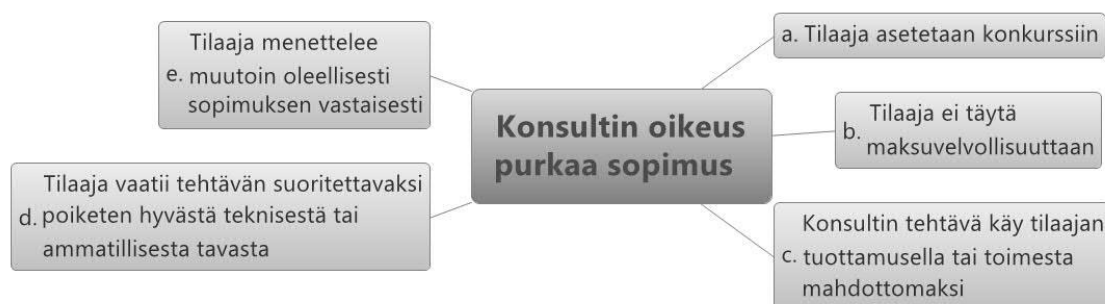 Konsultin oikeus
purkaa sopimus
a. Tilaaja asetetaan konkurssiin
Tilaaja ei täytä
b. maksuvelvollisuuttaan
Konsultin tehtävä käy tilaajan
c. tuottamusella tai toimesta
mahdottomaksi
Tilaaja vaatii tehtävän suoritettavaksi
d. poiketen hyvästä teknisestä tai
ammatillisesta tavasta
Tilaaja menettelee
e. muutoin oleellisesti
sopimuksen vastaisesti